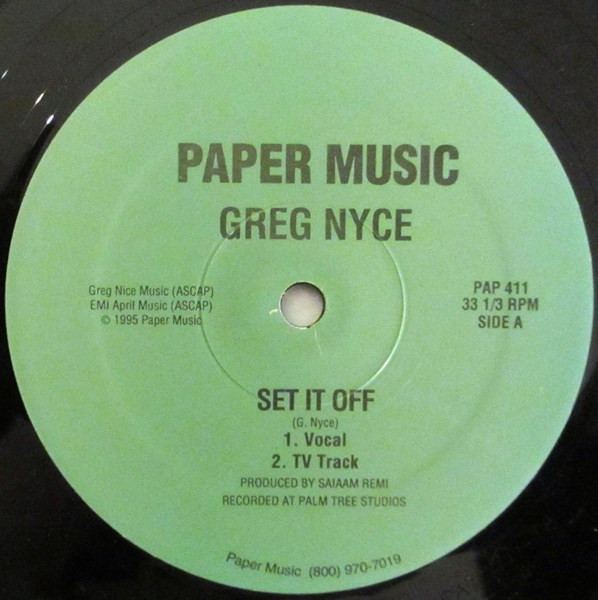 PAPER MUSIC
GREG NYCE
Greg Nice Music (ASCAP)
EMI April Music (ASCAP)
© 1995 Paper Music
PAP 411
33 1/3 RPM
SIDE A
SET IT OFF
(G. Nyce)
1. Vocal
2. TV Track
PRODUCED BY SAIAAM REMI
RECORDED AT PALM TREE STUDIOS
Paper Music (800) 970-7019